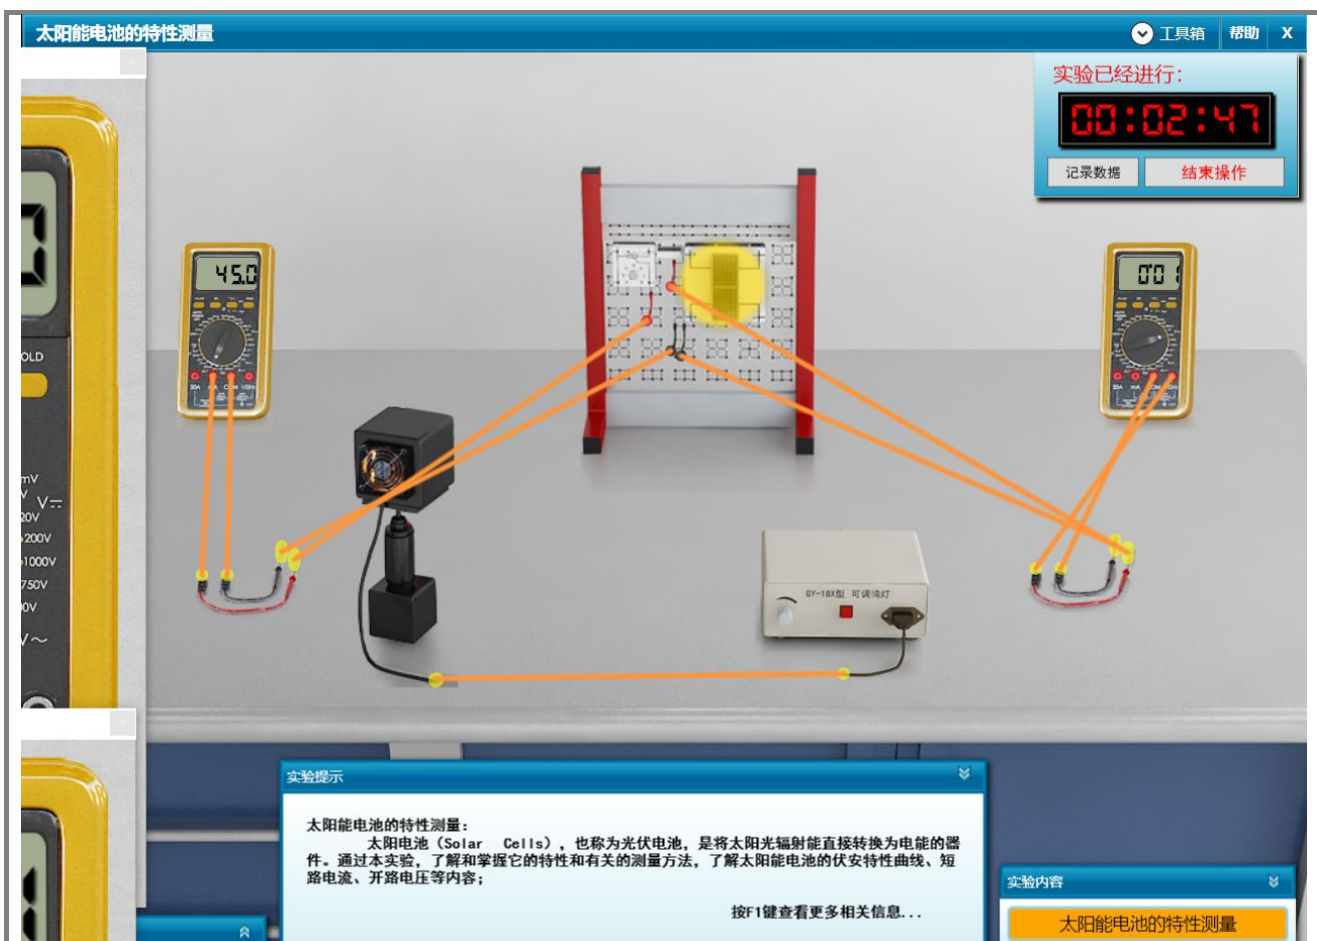 太阳能电池的特性测量
工具箱 帮助 X
实验已经进行:
00:02:47
记录数据 结束操作
45.0
001
OLD
20A mA COM VΩHz
mV
V
V
20V
200V
1000V
750V
V~
GY-18X型 可调鸨灯
实验提示
太阳能电池的特性测量:
太阳电池（Solar Cells），也称为光伏电池，是将太阳光辐射能直接转换为电能的器
件。通过本实验，了解和掌握它的特性和有关的测量方法，了解太阳能电池的伏安特性曲线、短
路电流、开路电压等内容；
按F1键查看更多相关信息...
实验内容
太阳能电池的特性测量